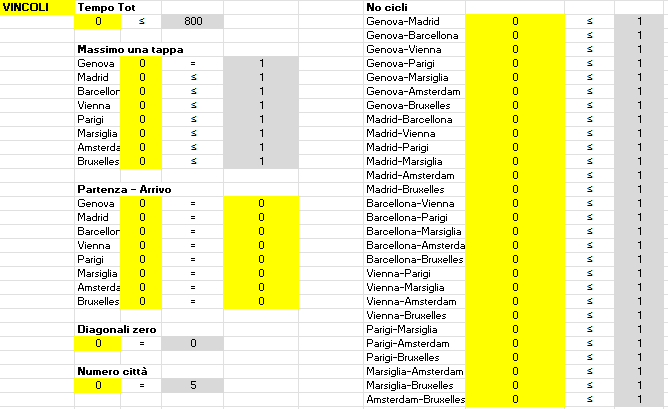 VINCOLI Tempo Tot No cicli
0 ≤ 800 Genova-Madrid 0 ≤ 1
Genova-Barcellona 0 ≤ 1
Massimo una tappa Genova-Vienna 0 ≤ 1
Genova 0 = 1 Genova-Parigi 0 ≤ 1
Madrid 0 ≤ 1 Genova-Marsiglia 0 ≤ 1
Barcellon 0 ≤ 1 Genova-Amsterdam 0 ≤ 1
Vienna 0 ≤ 1 Genova-Bruxelles 0 ≤ 1
Parigi 0 ≤ 1 Madrid-Barcellona 0 ≤ 1
Marsiglia 0 ≤ 1 Madrid-Vienna 0 ≤ 1
Amsterda 0 ≤ 1 Madrid-Parigi 0 ≤ 1
Bruxelles 0 ≤ 1 Madrid-Marsiglia 0 ≤ 1
Madrid-Amsterdam 0 ≤ 1
Partenza - Arrivo Madrid-Bruxelles 0 ≤ 1
Genova 0 = 0 Barcellona-Vienna 0 ≤ 1
Madrid 0 = 0 Barcellona-Parigi 0 ≤ 1
Barcellon 0 = 0 Barcellona-Marsiglia 0 ≤ 1
Vienna 0 = 0 Barcellona-Amsterda 0 ≤ 1
Parigi 0 = 0 Barcellona-Bruxelles 0 ≤ 1
Marsiglia 0 = 0 Vienna-Parigi 0 ≤ 1
Amsterda 0 = 0 Vienna-Marsiglia 0 ≤ 1
Bruxelles 0 = 0 Vienna-Amsterdam 0 ≤ 1
Vienna-Bruxelles 0 ≤ 1
Diagonali zero Parigi-Marsiglia 0 ≤ 1
0 = 0 Parigi-Amsterdam 0 ≤ 1
Parigi-Bruxelles 0 ≤ 1
Numero città Marsiglia-Amsterdam 0 ≤ 1
0 = 5 Marsiglia-Bruxelles 0 ≤ 1
Amsterdam-Bruxelles 0 ≤ 1